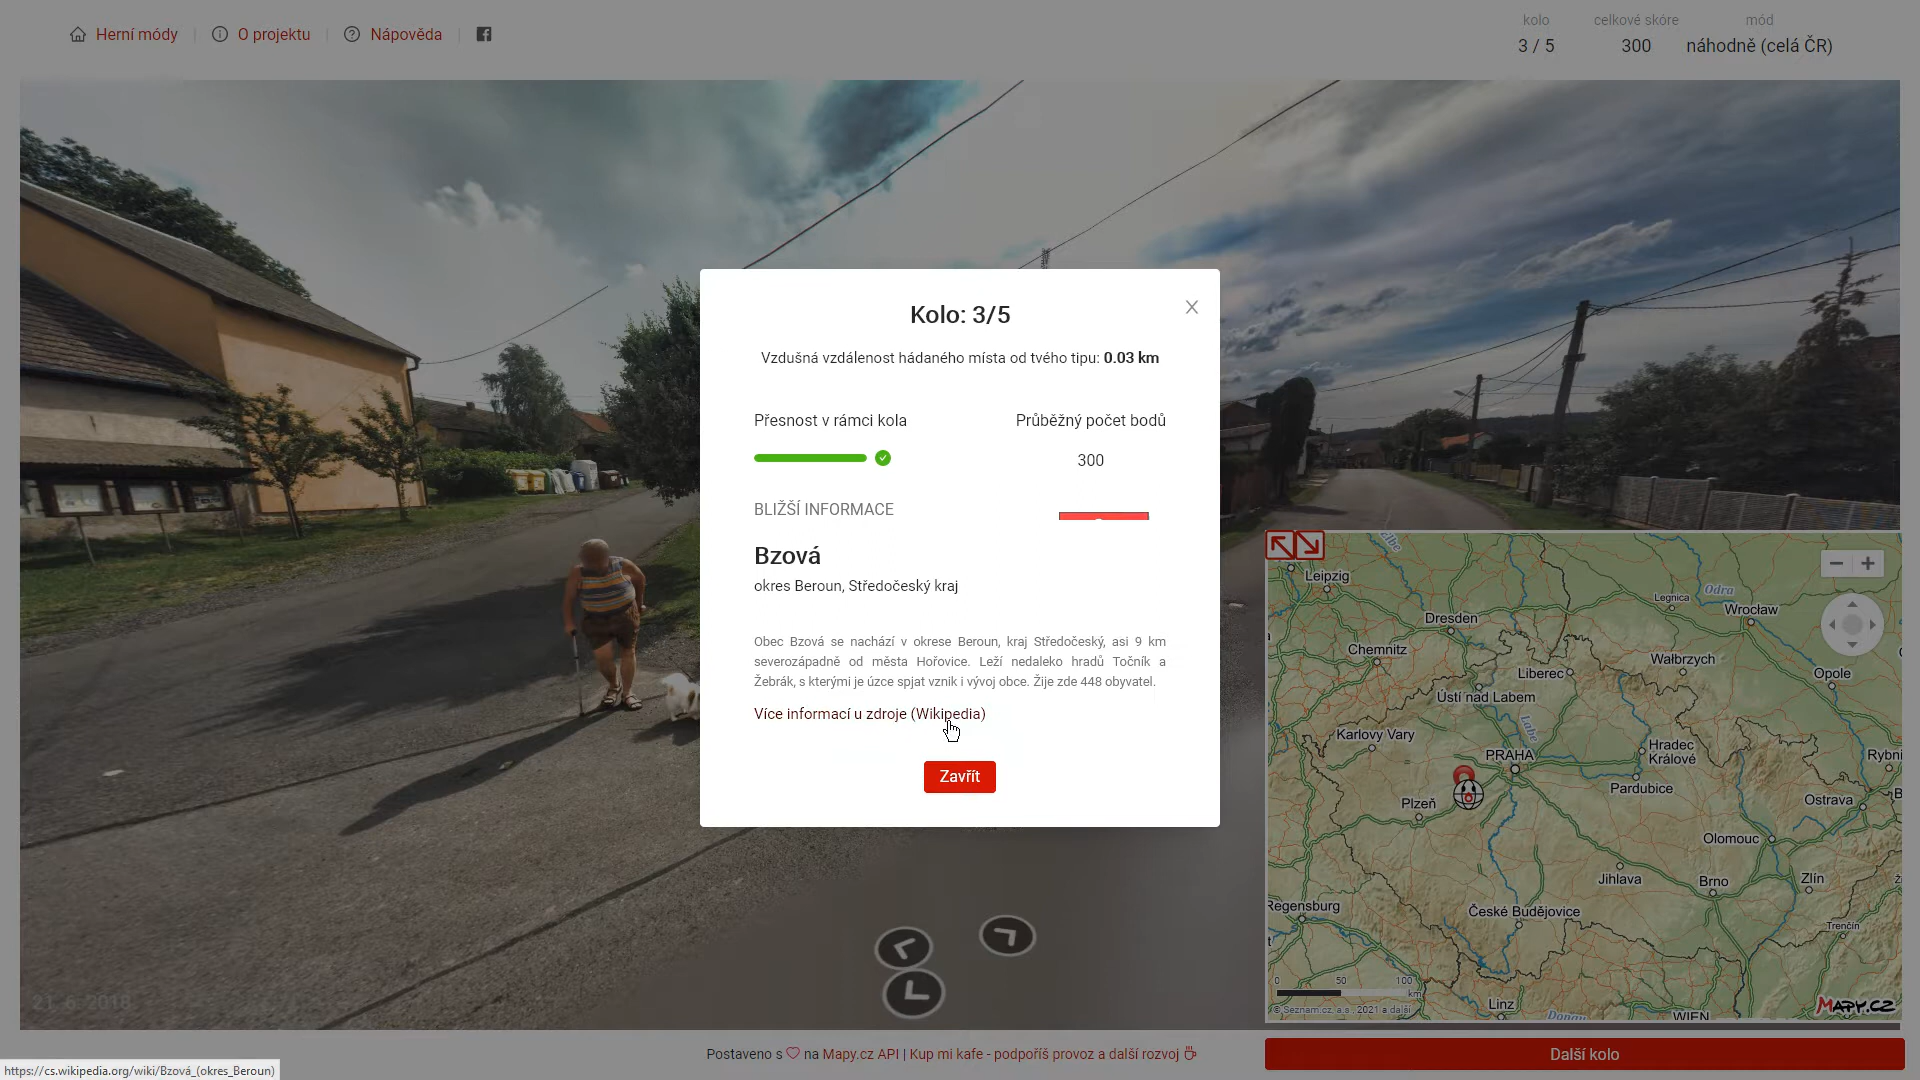 Herní módy
O projektu
Nápověda
kolo
3 / 5
celkové skóre
300
mód
náhodně (celá ČR)
Kolo: 3/5
Vzdušná vzdálenost hádaného místa od tvého tipu: 0.03 km
Přesnost v rámci kola
Průběžný počet bodů
300
BLIŽŠÍ INFORMACE
Bzová
okres Beroun, Středočeský kraj
Obec Bzová se nachází v okrese Beroun, kraj Středočeský, asi 9 km
severozápadně od města Hořovice. Leží nedaleko hradů Točník a
Žebrák, s kterými je úzce spjat vznik i vývoj obce. Žije zde 448 obyvatel.
Více informací u zdroje (Wikipedia)
Zavřít
Leipzig
Legnica
Odra
Wrocław
Dresden
Chemnitz
Wałbrzych
Liberec
Opole
Ústí nad Labem
Labe
Karlovy Vary
PRAHA
Hradec
Králové
Rybni
Plzeň
Pardubice
Ostrava
Olomouc
Jihlava
Brno
Zlín
Regensburg
České Budějovice
Trenčín
0 50 100
km
Linz
Donau
WIEN
© Seznam.cz, a.s., 2021 a další
Mapy.cz
21. 6. 2018
Postaveno s na Mapy.cz API | Kup mi kafe - podpoříš provoz a další rozvoj
Další kolo
https://cs.wikipedia.org/wiki/Bzová_(okres_Beroun)